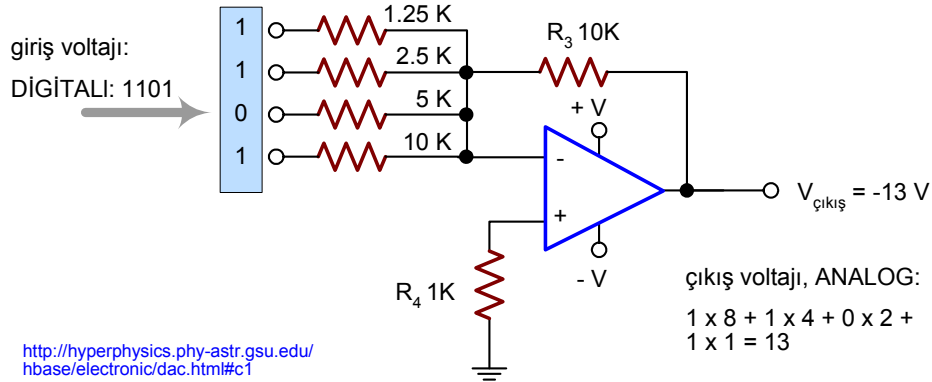 giriş voltajı:
DİGİTALI: 1101
1
1
0
1
1.25 K
2.5 K
5 K
10 K
R3 10K
+ V
-
+
- V
R4 1K
Vçıkış = -13 V
çıkış voltajı, ANALOG:
1 x 8 + 1 x 4 + 0 x 2 +
1 x 1 = 13
http://hyperphysics.phy-astr.gsu.edu/
hbase/electronic/dac.html#c1